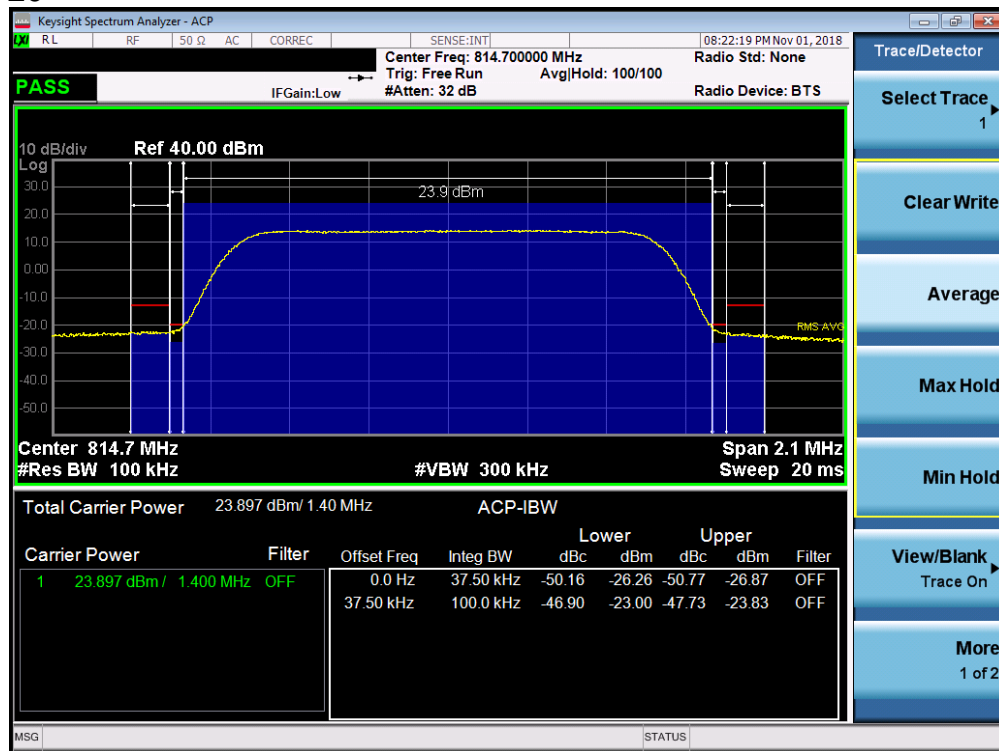 Keysight Spectrum Analyzer - ACP
LXI RL RF 50 Ω AC CORREC SENSE:INT 08:22:19 PM Nov 01, 2018
Center Freq: 814.700000 MHz Radio Std: None
Trig: Free Run Avg|Hold: 100/100
PASS IFGain:Low #Atten: 32 dB Radio Device: BTS
10 dB/div Ref 40.00 dBm
Log
30.0
23.9 dBm
20.0
10.0
0.00
-10.0
-20.0
RMS AVG
-30.0
-40.0
-50.0
Center 814.7 MHz Span 2.1 MHz
#Res BW 100 kHz #VBW 300 kHz Sweep 20 ms
Total Carrier Power 23.897 dBm/ 1.40 MHz ACP-IBW
Lower Upper
Carrier Power Filter Offset Freq Integ BW dBc dBm dBc dBm Filter
1 23.897 dBm / 1.400 MHz OFF 0.0 Hz 37.50 kHz -50.16 -26.26 -50.77 -26.87 OFF
37.50 kHz 100.0 kHz -46.90 -23.00 -47.73 -23.83 OFF
MSG STATUS
Trace/Detector
Select Trace
1
Clear Write
Average
Max Hold
Min Hold
View/Blank
Trace On
More
1 of 2